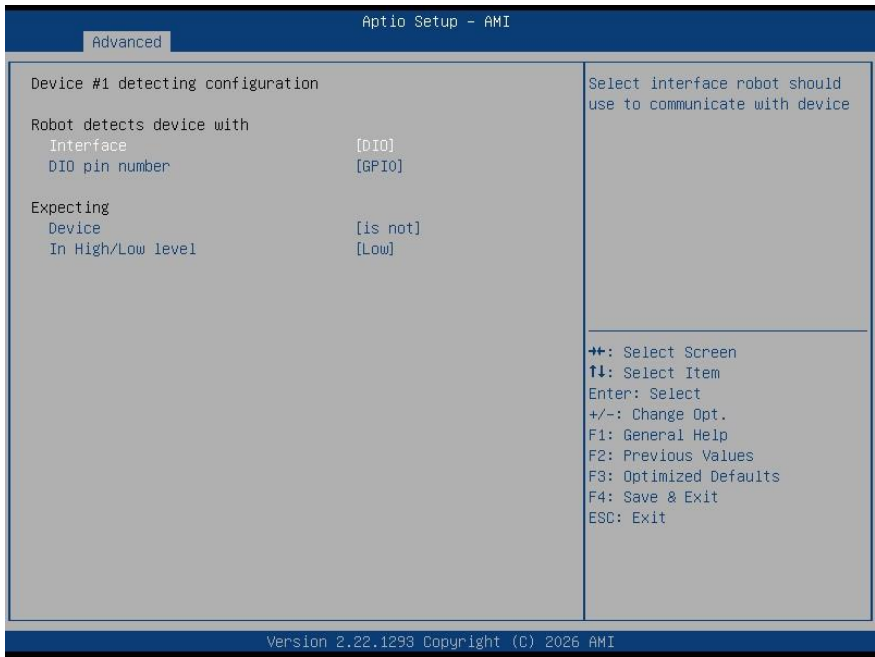 Aptio Setup – AMI
Advanced
Device #1 detecting configuration
Robot detects device with
Interface [DIO]
DIO pin number [GPI0]
Expecting
Device [is not]
In High/Low level [Low]
Select interface robot should
use to communicate with device
→←: Select Screen
↑↓: Select Item
Enter: Select
+/-: Change Opt.
F1: General Help
F2: Previous Values
F3: Optimized Defaults
F4: Save & Exit
ESC: Exit
Version 2.22.1293 Copyright (C) 2026 AMI